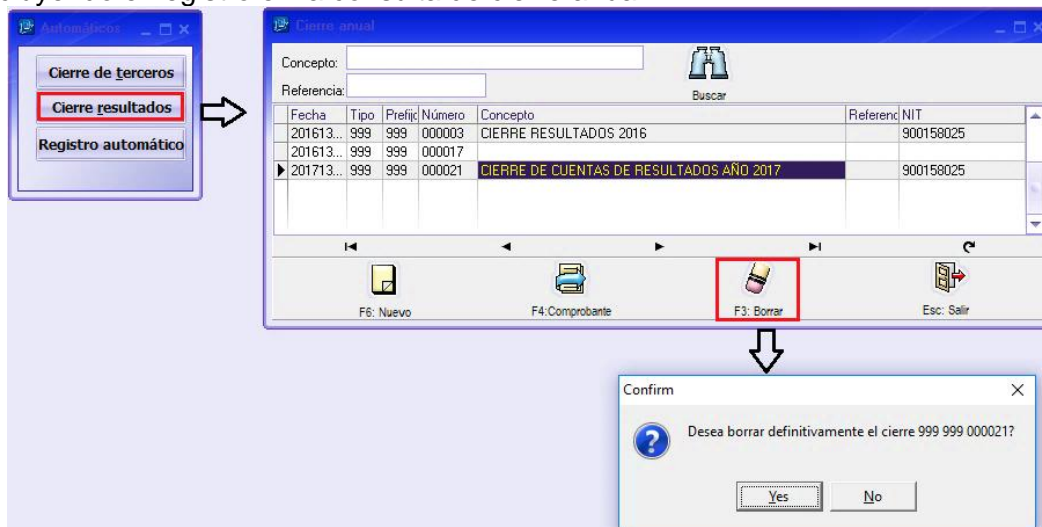 Automáticos
Cierre de terceros
Cierre resultados
Registro automático
Cierre anual
Concepto:
Referencia:
Buscar
Fecha Tipo Prefijo Número Concepto Referenc NIT
201613... 999 999 000003 CIERRE RESULTADOS 2016 900158025
201613... 999 999 000017
201713... 999 999 000021 CIERRE DE CUENTAS DE RESULTADOS AÑO 2017 900158025
F6: Nuevo F4:Comprobante F3: Borrar Esc: Salir
Confirm
Desea borrar definitivamente el cierre 999 999 000021?
Yes No